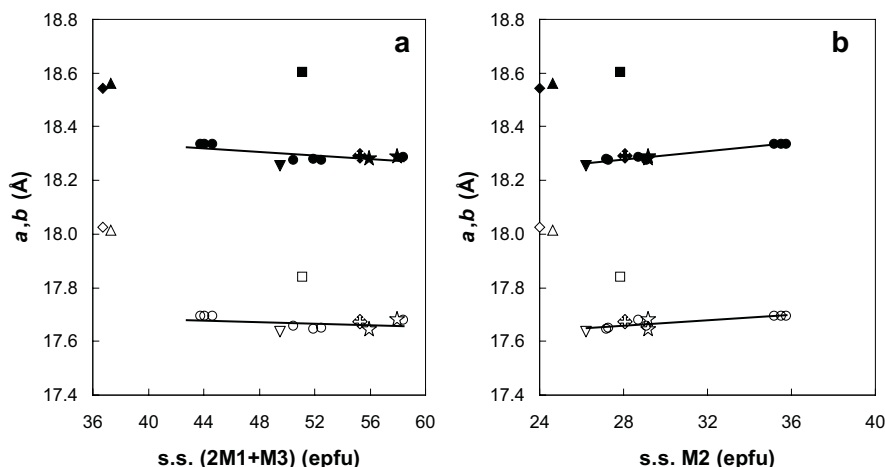 a
18.8
18.6
18.4
18.2
18.0
17.8
17.6
17.4
a,b (Å)
36 40 44 48 52 56 60
s.s. (2M1+M3) (epfu)
b
18.8
18.6
18.4
18.2
18.0
17.8
17.6
17.4
a,b (Å)
24 28 32 36 40
s.s. M2 (epfu)